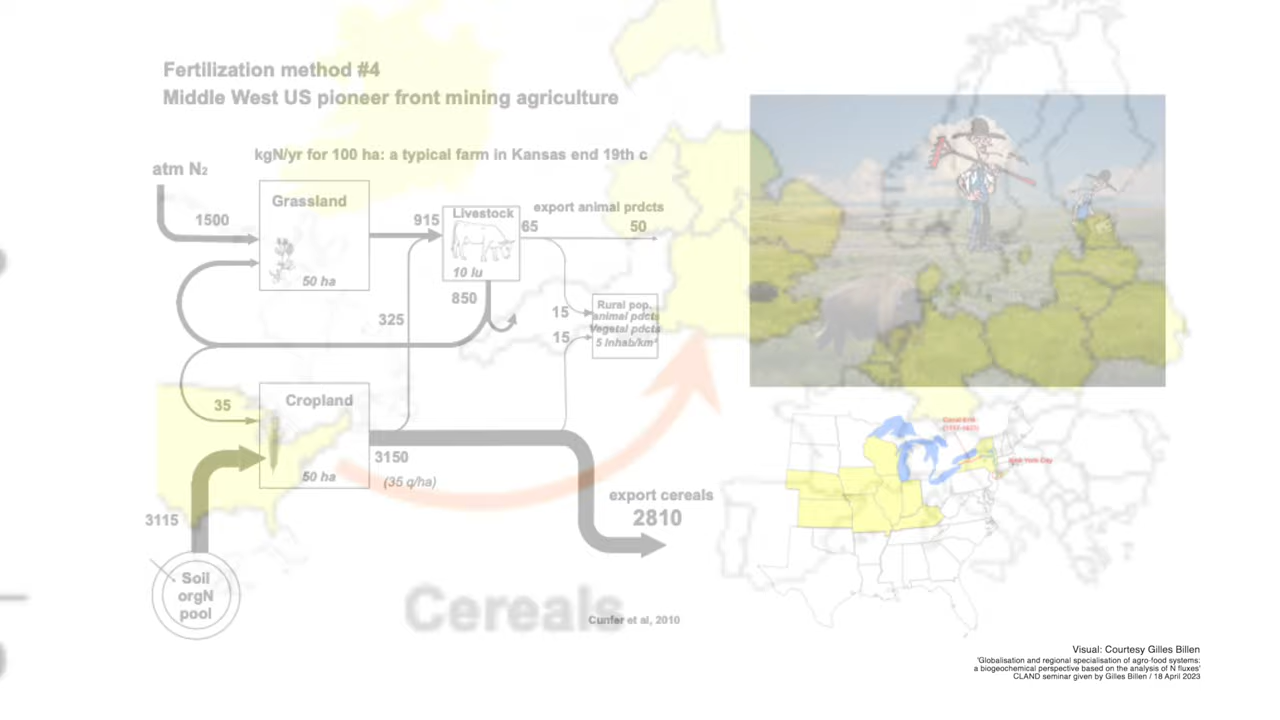 Fertilization method #4
Middle West US pioneer front mining agriculture
kgN/yr for 100 ha: a typical farm in Kansas end 19th c
atm N2
1500
Grassland
50 ha
915
Livestock
10 lu
65
export animal prdcts
50
850
325
15
15
Rural pop.
animal pdcts
Vegetal pdcts
5 inhab/km²
35
Cropland
50 ha
3150
(35 q/ha)
export cereals
2810
3115
Soil
orgN
pool
Cereals
Cunfer et al, 2010
Canal Erie
(1817-1825)
New York City
Visual: Courtesy Gilles Billen
'Globalisation and regional specialisation of agro-food systems:
a biogeochemical perspective based on the analysis of N fluxes'
CLAND seminar given by Gilles Billen / 18 April 2023